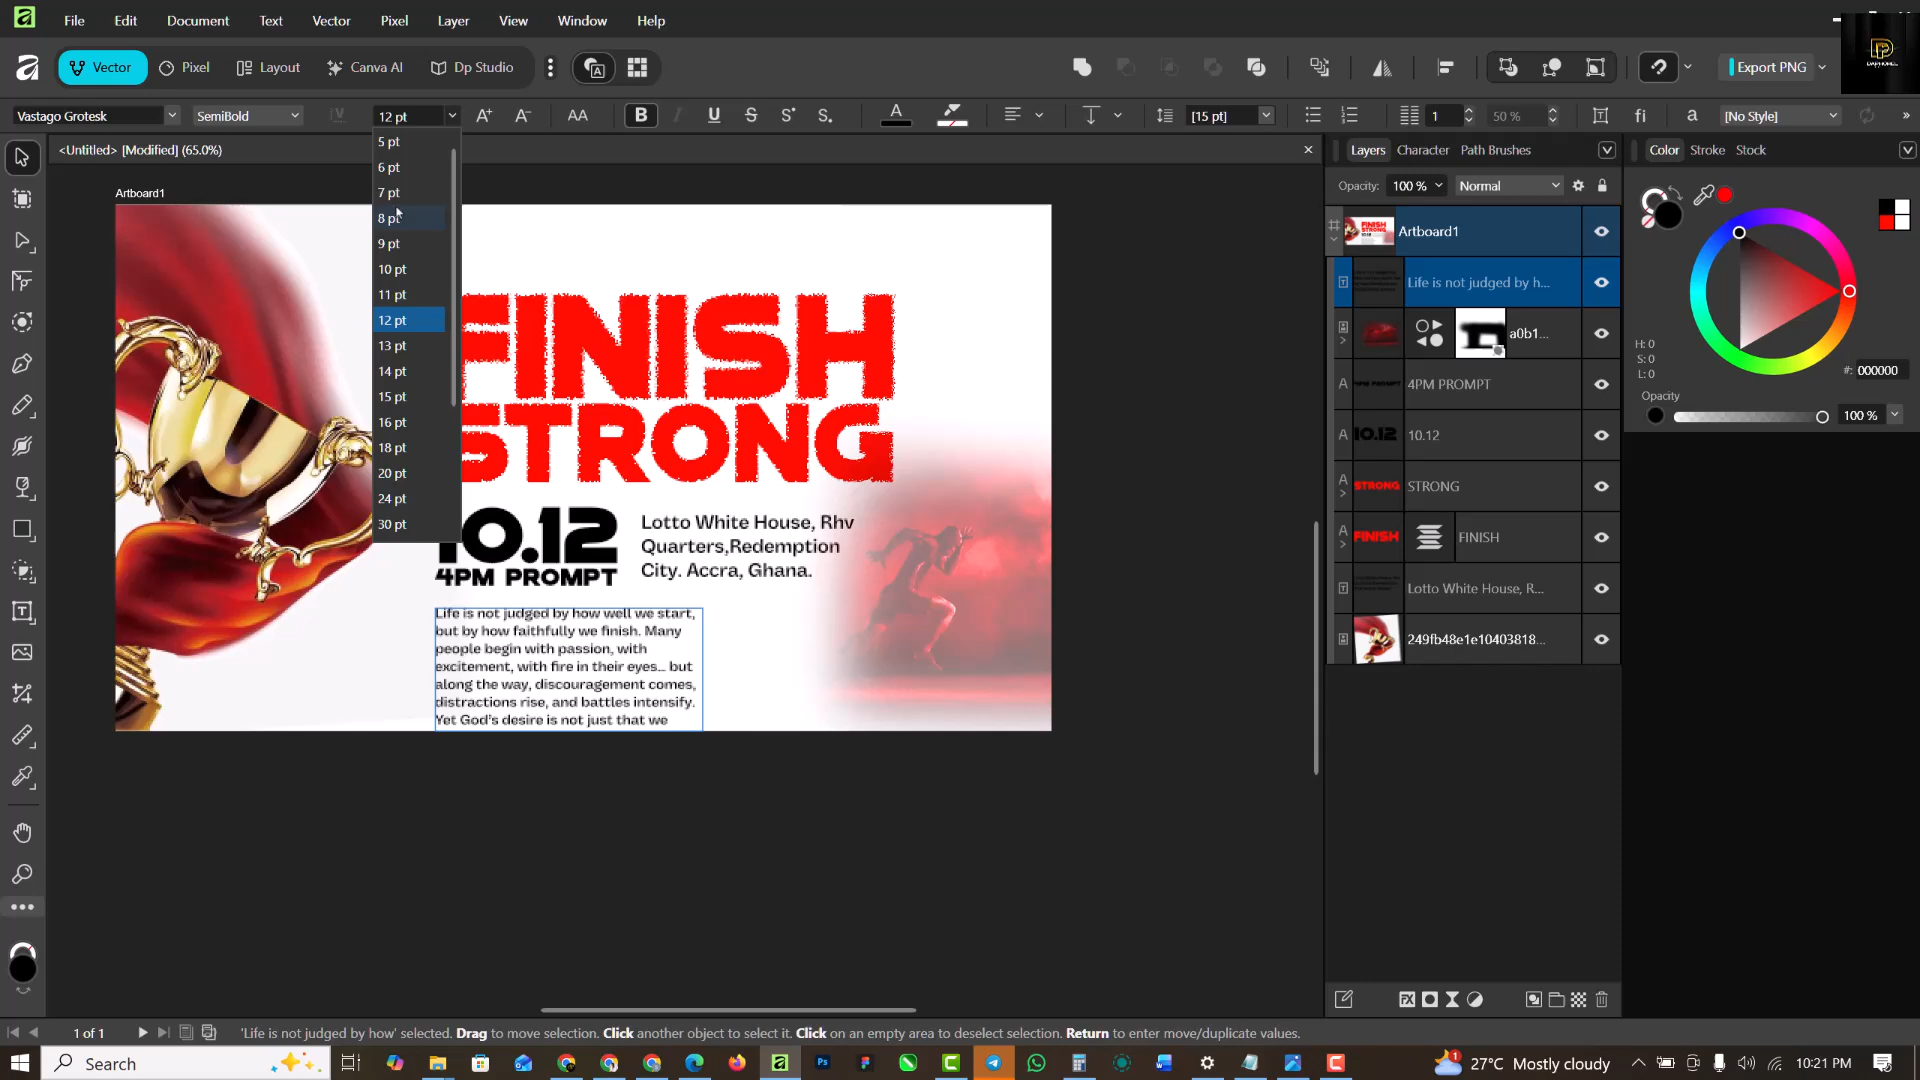 File Edit Document Text Vector Pixel Layer View Window Help
Vector Pixel Layout Canva AI Dp Studio Export PNG
Vastago Grotesk SemiBold 12 pt AA B U S [15 pt] 1 50 % fi a [No Style]
<Untitled> [Modified] (65.0%)
Layers Character Path Brushes
Color Stroke Stock
5 pt
6 pt
7 pt
8 pt
9 pt
10 pt
11 pt
12 pt
13 pt
14 pt
15 pt
16 pt
18 pt
20 pt
24 pt
30 pt
Artboard1
FINISH
STRONG
10.12
4PM PROMPT
Lotto White House, Rhv
Quarters,Redemption
City. Accra, Ghana.
Life is not judged by how well we start,
but by how faithfully we finish. Many
people begin with passion, with
excitement, with fire in their eyes... but
along the way, discouragement comes,
distractions rise, and battles intensify.
Yet God's desire is not just that we
Opacity: 100 % Normal
Artboard1
Life is not judged by h...
a0b1...
4PM PROMPT
10.12
STRONG
FINISH
Lotto White House, R...
249fb48e1e10403818...
H: 0
S: 0
L: 0
#: 000000
Opacity
100 %
1 of 1 'Life is not judged by how' selected. Drag to move selection. Click another object to select it. Click on an empty area to deselect selection. Return to enter move/duplicate values.
Search 27°C Mostly cloudy 10:21 PM